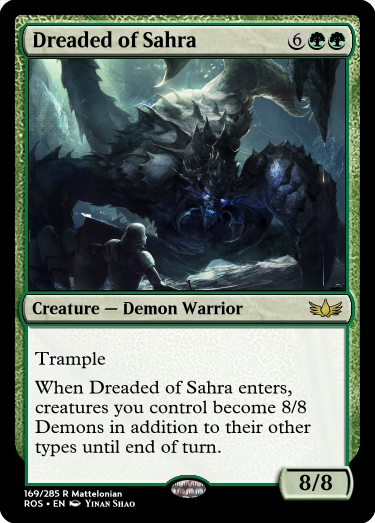 Dreaded of Sahra 6
Creature — Demon Warrior
Trample
When Dreaded of Sahra enters,
creatures you control become 8/8
Demons in addition to their other
types until end of turn.
8/8
169/285 R Mattelonian
ROS • EN Yinan Shao